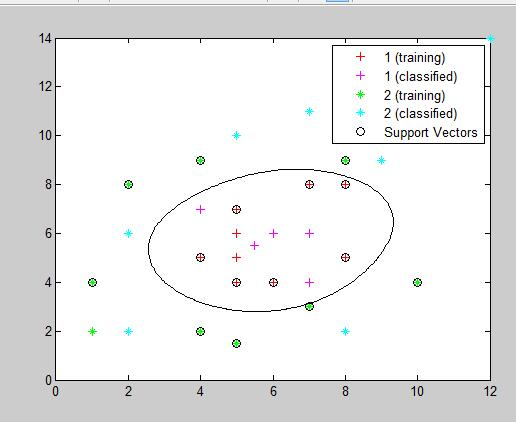 14
12
10
8
6
4
2
0
1 (training)
1 (classified)
2 (training)
2 (classified)
Support Vectors
0 2 4 6 8 10 12